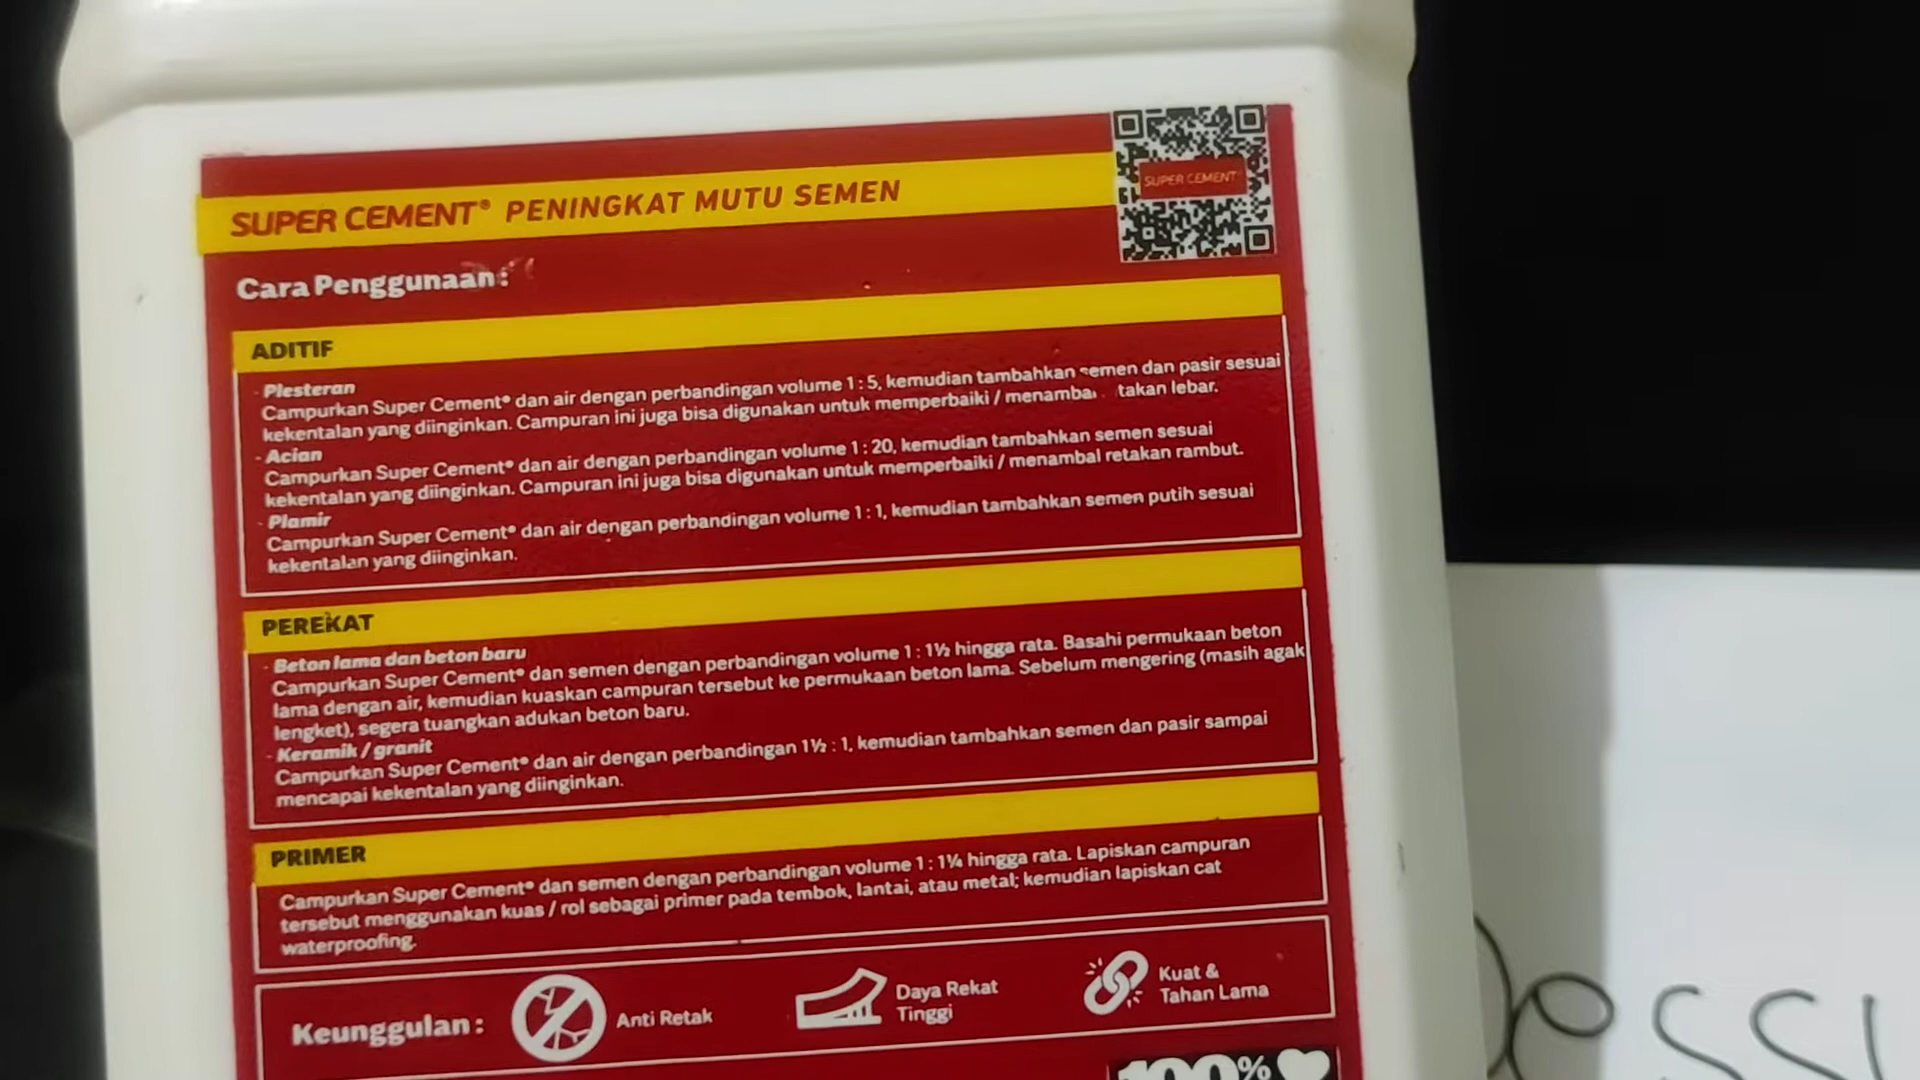 SUPER CEMENT® PENINGKAT MUTU SEMEN
SUPER CEMENT
Cara Penggunaan:
ADITIF
- Plesteran
Campurkan Super Cement® dan air dengan perbandingan volume 1 : 5, kemudian tambahkan semen dan pasir sesuai
kekentalan yang diinginkan. Campuran ini juga bisa digunakan untuk memperbaiki / menambal takan lebar.
- Acian
Campurkan Super Cement® dan air dengan perbandingan volume 1 : 20, kemudian tambahkan semen sesuai
kekentalan yang diinginkan. Campuran ini juga bisa digunakan untuk memperbaiki / menambal retakan rambut.
- Plamir
Campurkan Super Cement® dan air dengan perbandingan volume 1 : 1, kemudian tambahkan semen putih sesuai
kekentalan yang diinginkan.
PEREKAT
- Beton lama dan beton baru
Campurkan Super Cement® dan semen dengan perbandingan volume 1 : 1½ hingga rata. Basahi permukaan beton
lama dengan air, kemudian kuaskan campuran tersebut ke permukaan beton lama. Sebelum mengering (masih agak
lengket), segera tuangkan adukan beton baru.
- Keramik / granit
Campurkan Super Cement® dan air dengan perbandingan 1½ : 1, kemudian tambahkan semen dan pasir sampai
mencapai kekentalan yang diinginkan.
PRIMER
Campurkan Super Cement® dan semen dengan perbandingan volume 1 : 1¼ hingga rata. Lapiskan campuran
tersebut menggunakan kuas / rol sebagai primer pada tembok, lantai, atau metal; kemudian lapiskan cat
waterproofing.
Keunggulan :
Anti Retak
Daya Rekat
Tinggi
Kuat &
Tahan Lama
100%